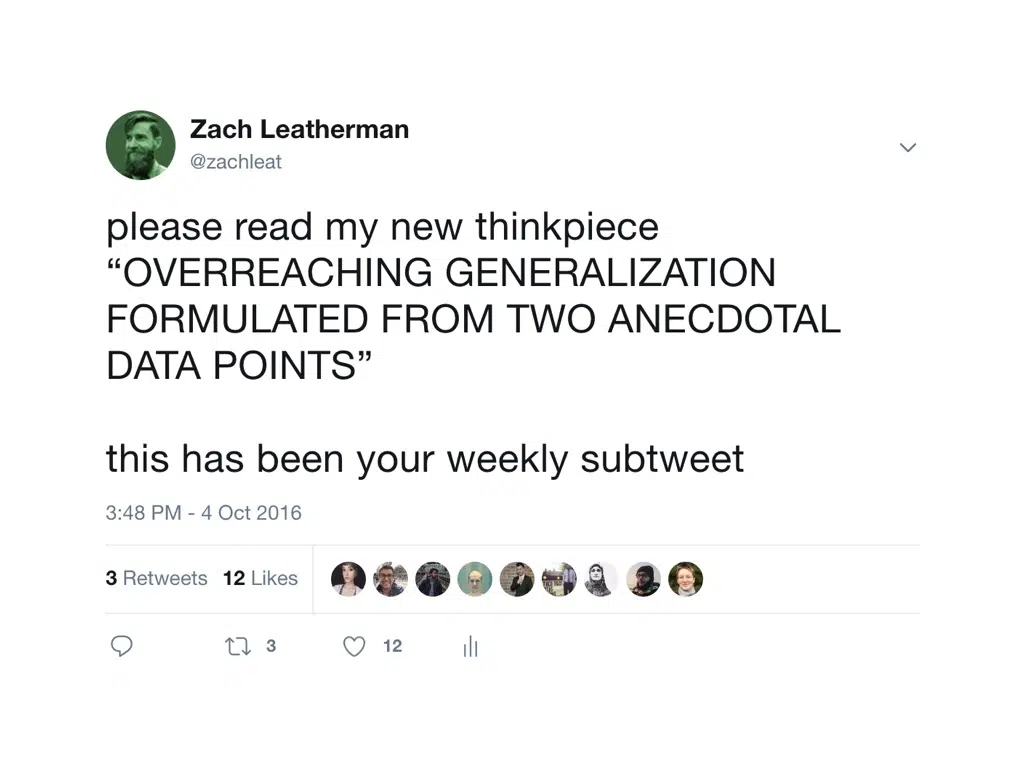 Zach Leatherman
@zachleat
please read my new thinkpiece
“OVERREACHING GENERALIZATION
FORMULATED FROM TWO ANECDOTAL
DATA POINTS”
this has been your weekly subtweet
3:48 PM - 4 Oct 2016
3 Retweets 12 Likes
3 12